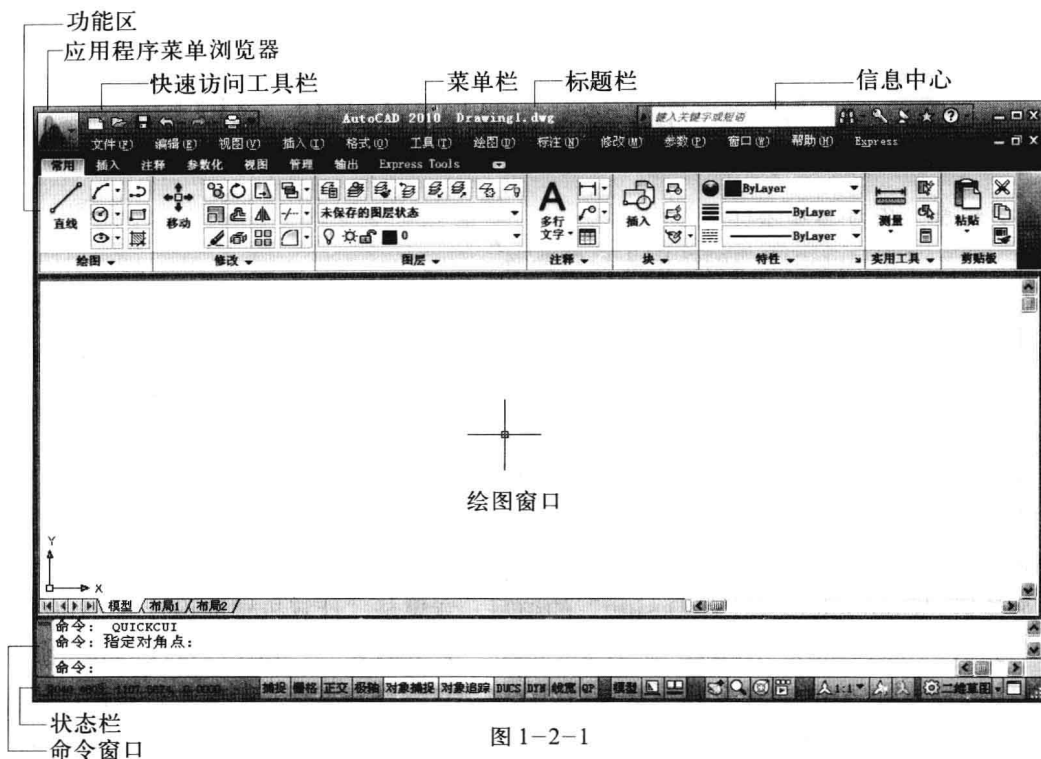 功能区
应用程序菜单浏览器
快速访问工具栏
菜单栏
标题栏
信息中心
AutoCAD 2010 Drawing1.dwg
键入关键字或短语
文件(F) 编辑(E) 视图(V) 插入(I) 格式(O) 工具(T) 绘图(D) 标注(N) 修改(M) 参数(P) 窗口(W) 帮助(H) Express
常用 插入 注释 参数化 视图 管理 输出 Express Tools
直线
移动
未保存的图层状态
0
多行
文字
插入
ByLayer
ByLayer
ByLayer
测量
粘贴
绘图 修改 图层 注释 块 特性 实用工具 剪贴板
绘图窗口
Y
X
模型 布局1 布局2
命令: QUICKCUI
命令: 指定对角点:
命令:
捕捉 栅格 正交 极轴 对象捕捉 对象追踪 DUCS DYN 线宽 QP 模型 1:1 二维草图
状态栏
命令窗口
图 1-2-1